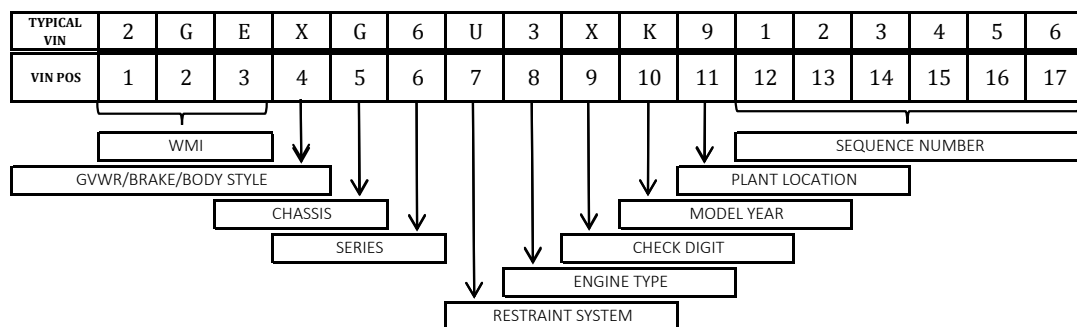 TYPICAL VIN 2 G E X G 6 U 3 X K 9 1 2 3 4 5 6
VIN POS 1 2 3 4 5 6 7 8 9 10 11 12 13 14 15 16 17
WMI SEQUENCE NUMBER
GVWR/BRAKE/BODY STYLE PLANT LOCATION
CHASSIS MODEL YEAR
SERIES CHECK DIGIT
ENGINE TYPE
RESTRAINT SYSTEM